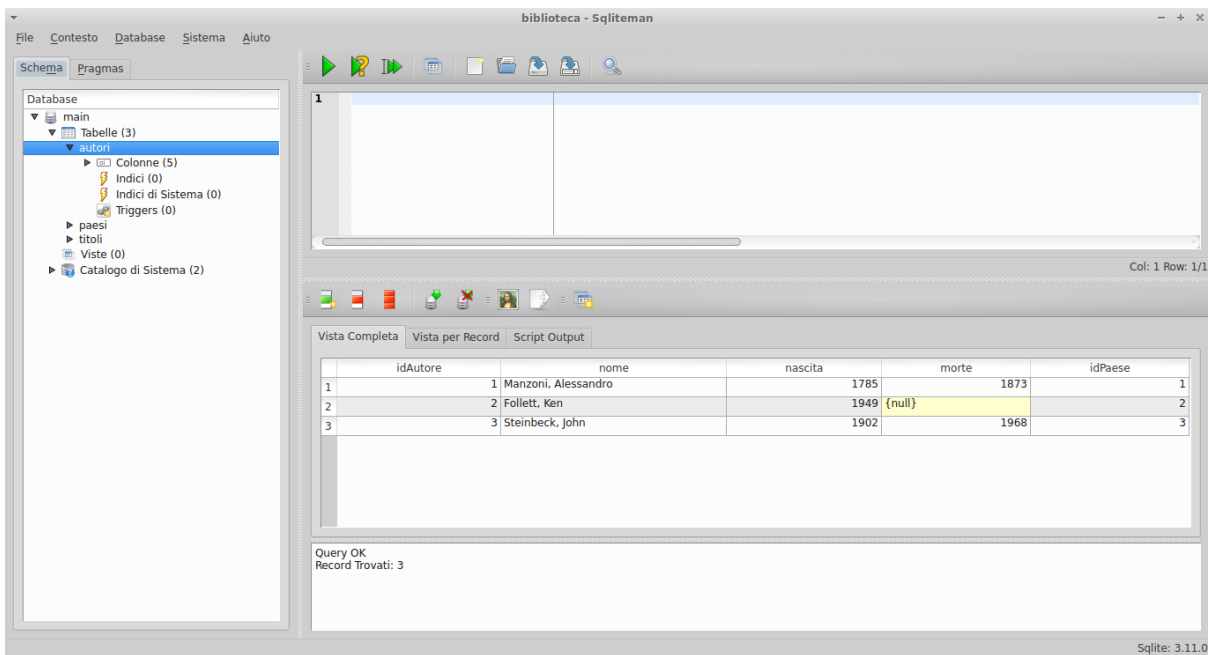 biblioteca - Sqliteman
File Contesto Database Sistema Aiuto
Schema Pragmas
Database
main
Tabelle (3)
autori
Colonne (5)
Indici (0)
Indici di Sistema (0)
Triggers (0)
paesi
titoli
Viste (0)
Catalogo di Sistema (2)
1
Col: 1 Row: 1/1
Vista Completa Vista per Record Script Output
idAutore nome nascita morte idPaese
1 1 Manzoni, Alessandro 1785 1873 1
2 2 Follett, Ken 1949 {null} 2
3 3 Steinbeck, John 1902 1968 3
Query OK
Record Trovati: 3
Sqlite: 3.11.0